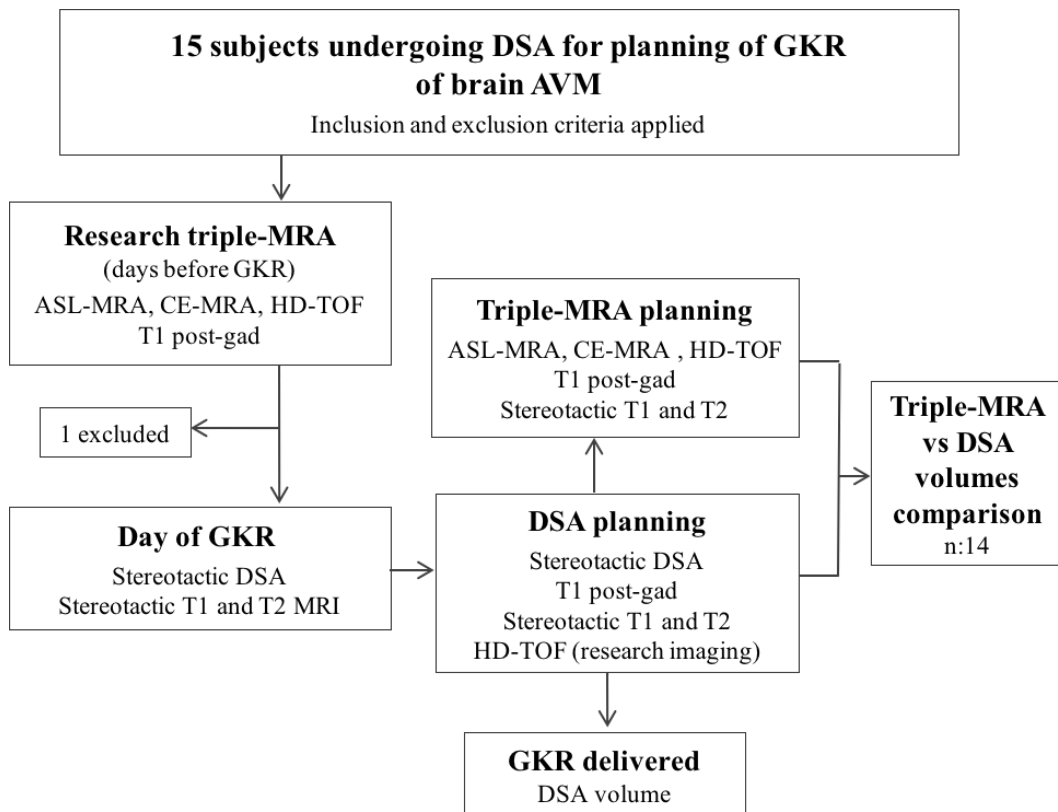 15 subjects undergoing DSA for planning of GKR
of brain AVM
Inclusion and exclusion criteria applied
Research triple-MRA
(days before GKR)
ASL-MRA, CE-MRA, HD-TOF
T1 post-gad
1 excluded
Day of GKR
Stereotactic DSA
Stereotactic T1 and T2 MRI
Triple-MRA planning
ASL-MRA, CE-MRA , HD-TOF
T1 post-gad
Stereotactic T1 and T2
DSA planning
Stereotactic DSA
T1 post-gad
Stereotactic T1 and T2
HD-TOF (research imaging)
GKR delivered
DSA volume
Triple-MRA
vs DSA
volumes
comparison
n:14